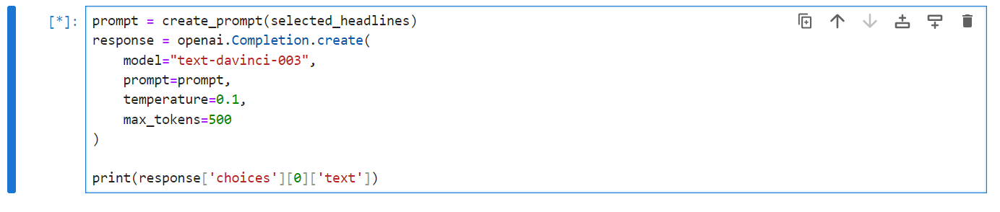 [*]: prompt = create_prompt(selected_headlines)
response = openai.Completion.create(
    model="text-davinci-003",
    prompt=prompt,
    temperature=0.1,
    max_tokens=500
)
print(response['choices'][0]['text'])